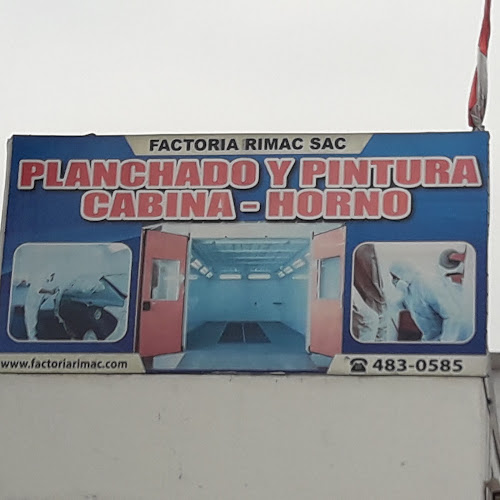 FACTORIA RIMAC SAC
PLANCHADO Y PINTURA
CABINA - HORNO
www.factoriarimac.com
483-0585